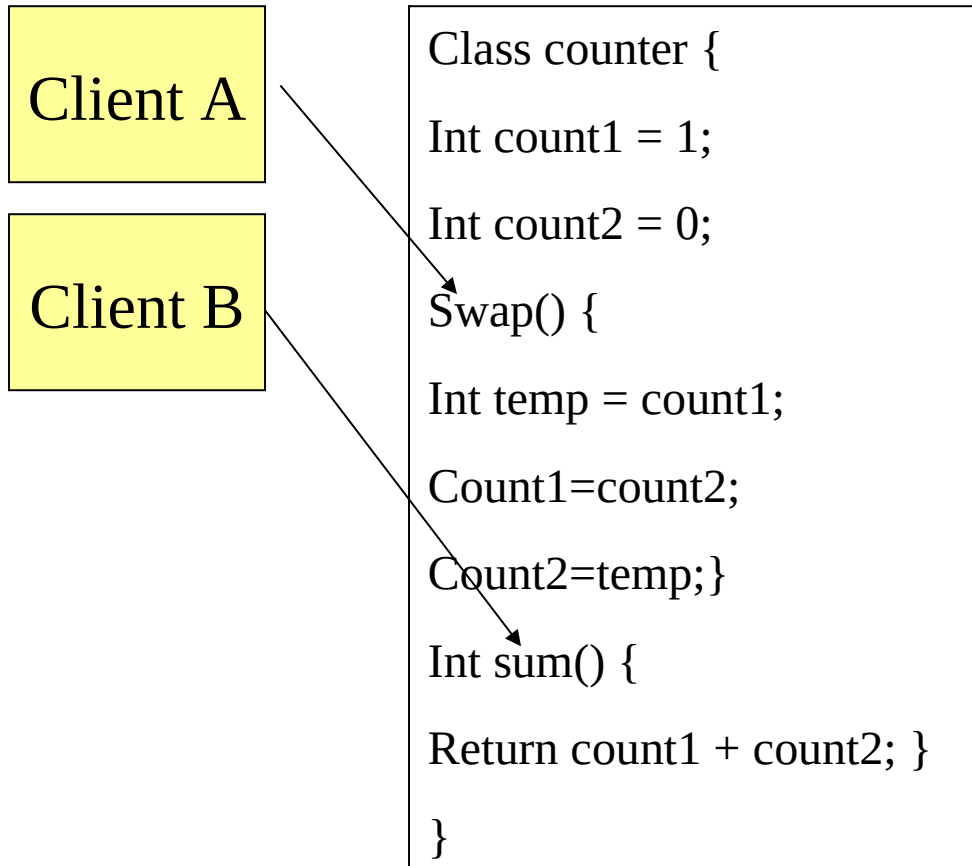 Client A
Client B
Class counter {
Int count1 = 1;
Int count2 = 0;
Swap() {
Int temp = count1;
Count1=count2;
Count2=temp;}
Int sum() {
Return count1 + count2; }
}